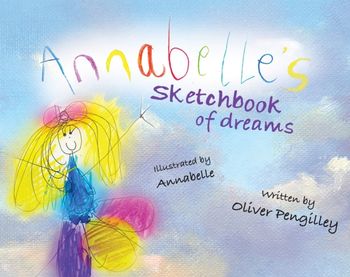 Annabelle's
Sketchbook
of dreams
Illustrated by
Annabelle
Written by
Oliver Pengilley